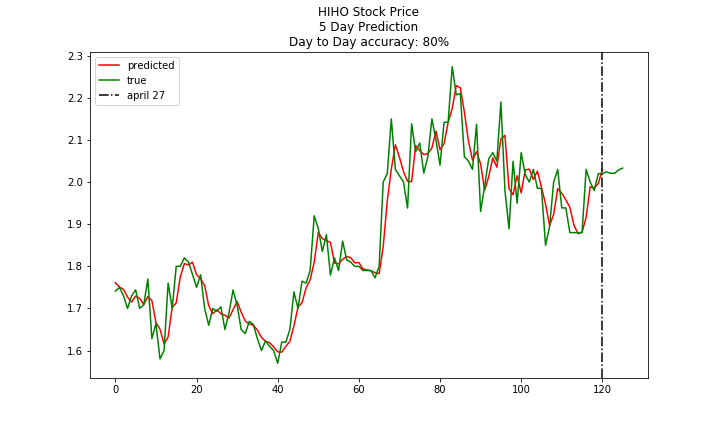 HIHO Stock Price
5 Day Prediction
Day to Day accuracy: 80%
predicted
true
april 27
2.3
2.2
2.1
2.0
1.9
1.8
1.7
1.6
0 20 40 60 80 100 120